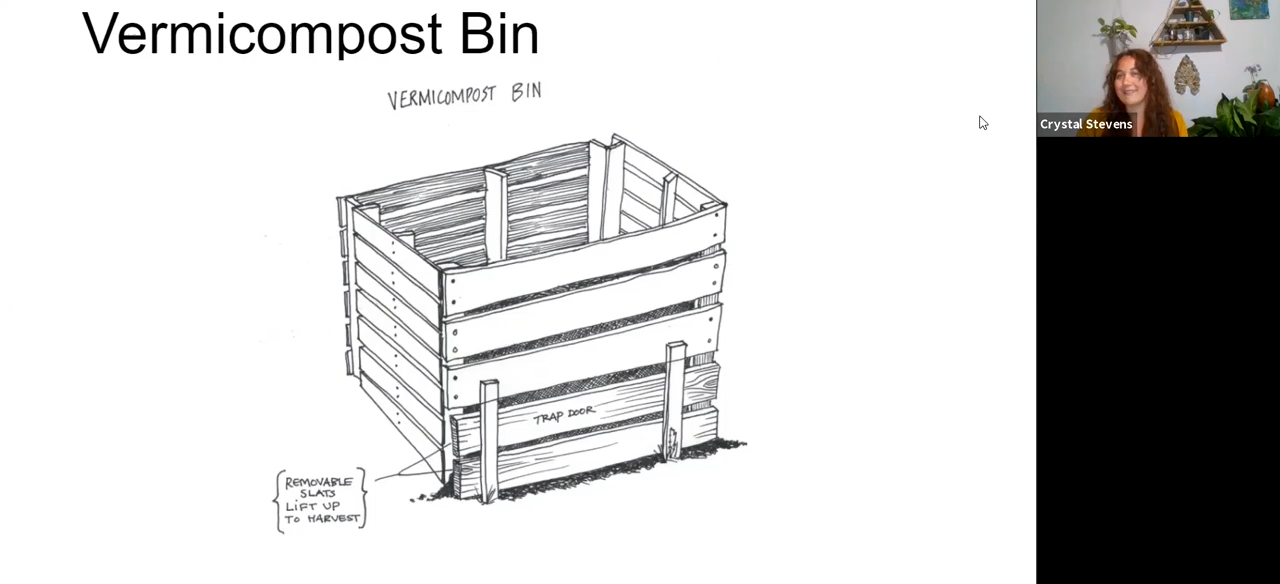 Vermicompost Bin
VERMICOMPOST BIN
TRAP DOOR
REMOVABLE
SLATS
LIFT UP
TO HARVEST
Crystal Stevens